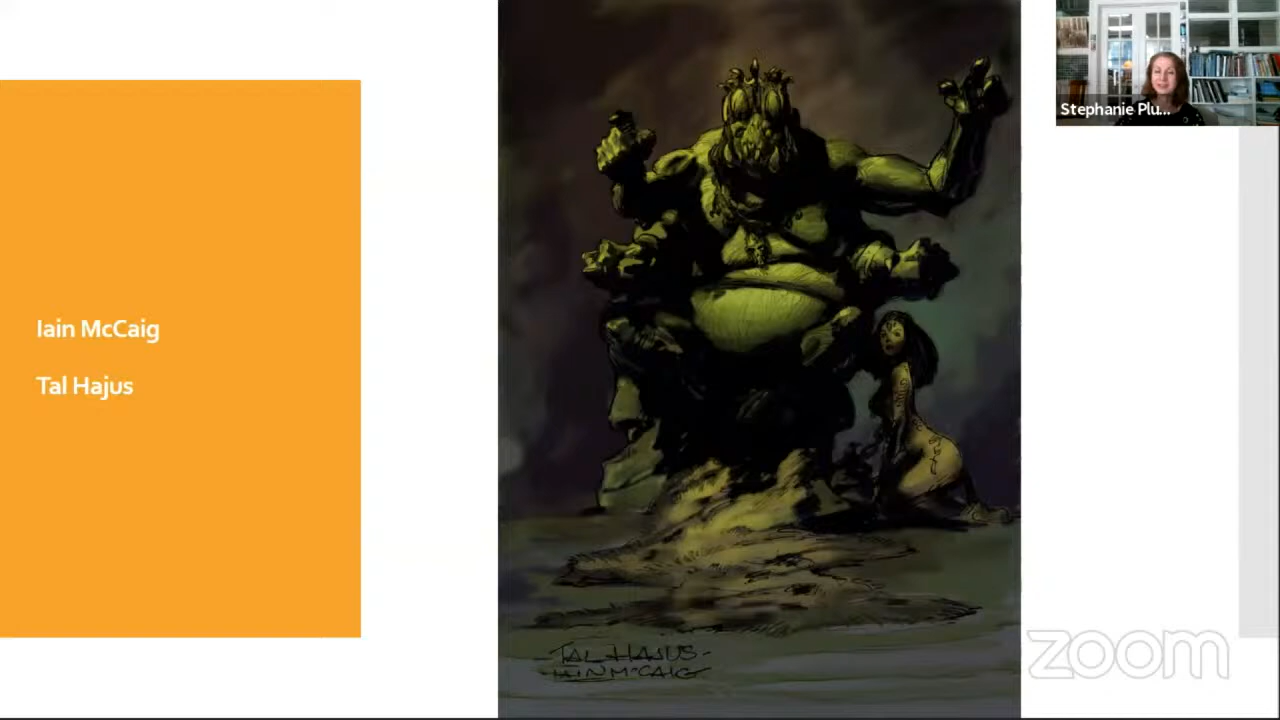 Iain McCaig
Tal Hajus
Stephanie Plu...
TAL HAJUS-
IAIN McCAIG
zoom